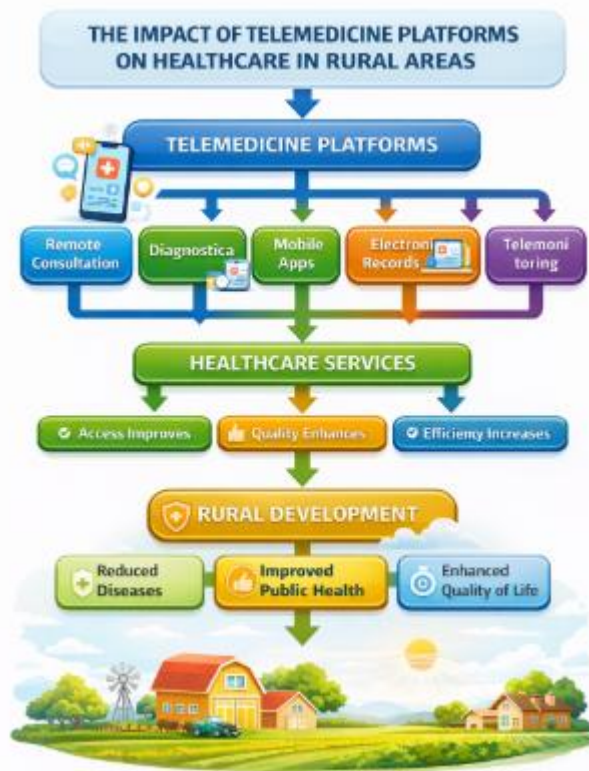 THE IMPACT OF TELEMEDICINE PLATFORMS
ON HEALTHCARE IN RURAL AREAS
TELEMEDICINE PLATFORMS
Remote
Consultation
Diagnostica
Mobile
Apps
Electroni
Records
Telemoni
toring
HEALTHCARE SERVICES
Access Improves
Quality Enhances
Efficiency Increases
RURAL DEVELOPMENT
Reduced
Diseases
Improved
Public Health
Enhanced
Quality of Life